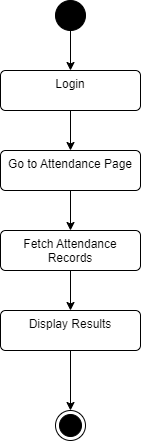 Login
Go to Attendance Page
Fetch Attendance
Records
Display Results